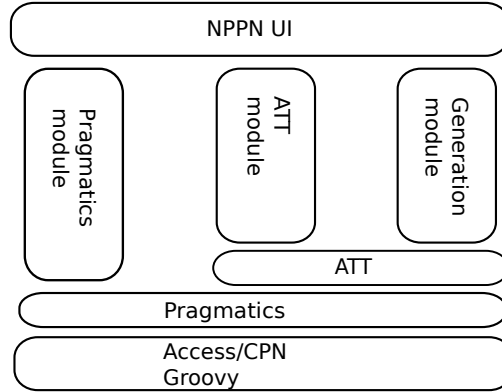 NPPN UI
Pragmatics
module
ATT
module
Generation
module
ATT
Pragmatics
Access/CPN
Groovy